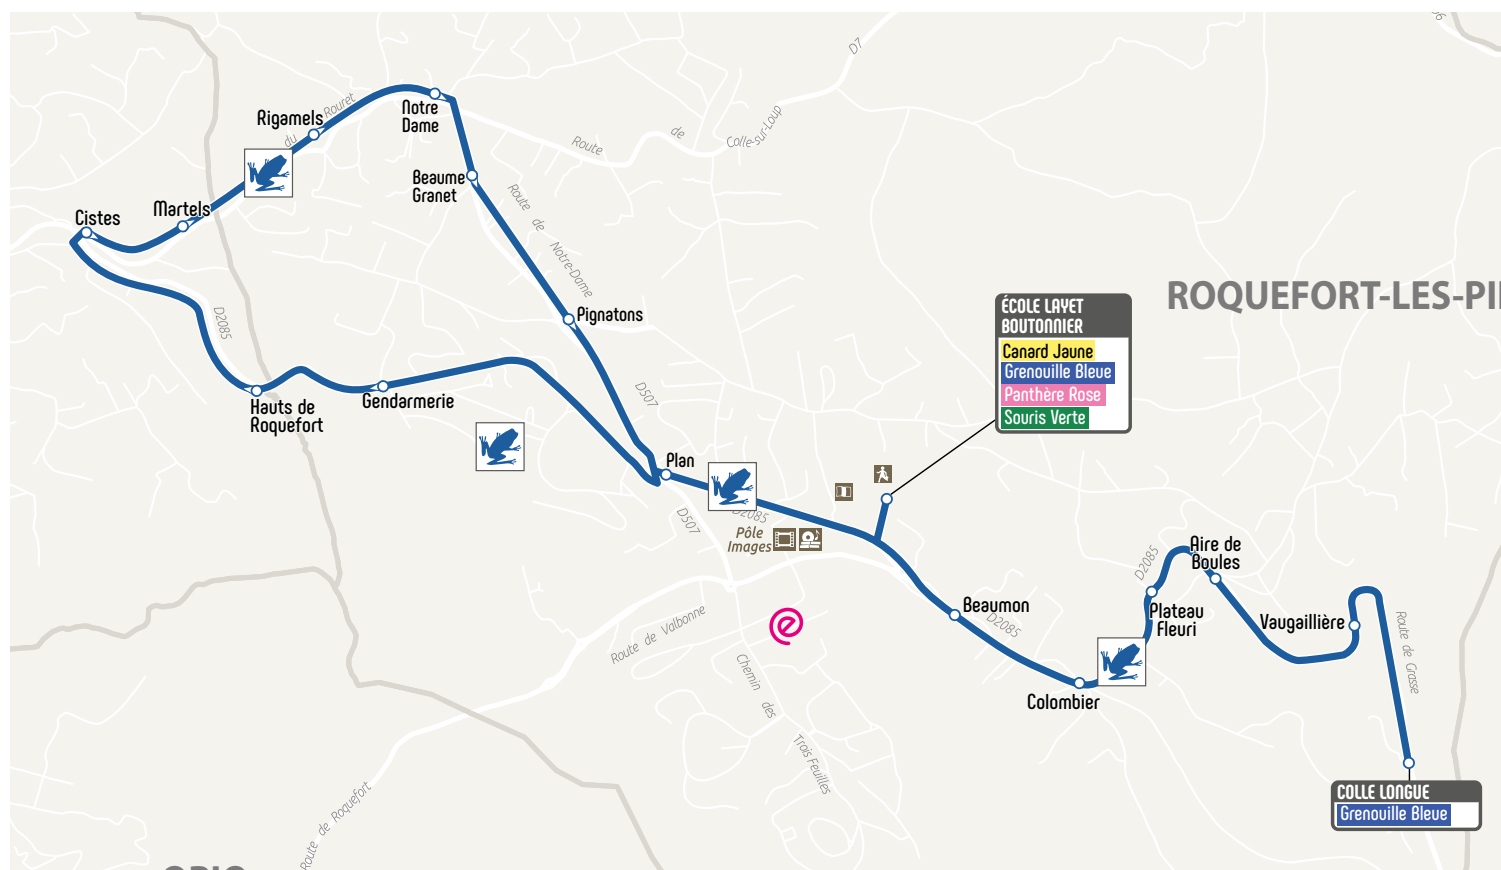 D7
Rigamels
du
Rouret
Notre
Dame
Route
de
Colle-sur-Loup
Beaume
Granet
Martels
Cistes
Route de Notre-Dame
D2085
Pignatons
ROQUEFORT-LES-PI
ÉCOLE LAYET
BOUTONNIER
Canard Jaune
Grenouille Bleue
Panthère Rose
Souris Verte
Hauts de
Roquefort
Gendarmerie
D507
Plan
D2085
D507
Pôle
Images
Beaumon
D2085
D2085
Aire de
Boules
Plateau
Fleuri
Vaugaillière
Route de Grasse
Colombier
Route de Valbonne
Chemin des
Trois Feuilles
Route de Roquefort
COLLE LONGUE
Grenouille Bleue